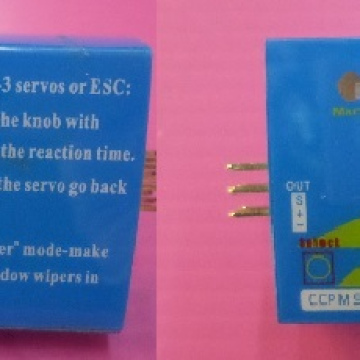 -3 servos or ESC:
he knob with
the reaction time.
the servo go back
er" mode-make
dow wipers in
OUT
S
+
-
Select
CCPM S